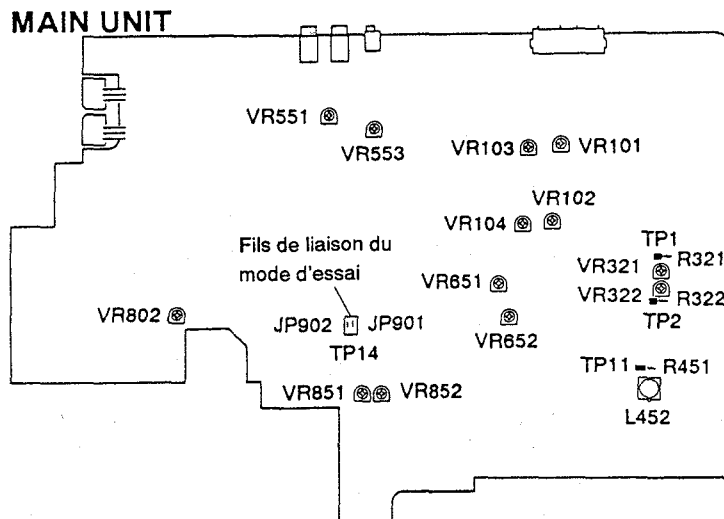 MAIN UNIT
VR551
VR553
VR103
VR101
VR102
VR104
TP1
R321
VR321
VR322
R322
TP2
Fils de liaison du
mode d'essai
VR651
VR652
VR802
JP902
JP901
TP14
TP11
R451
L452
VR851
VR852